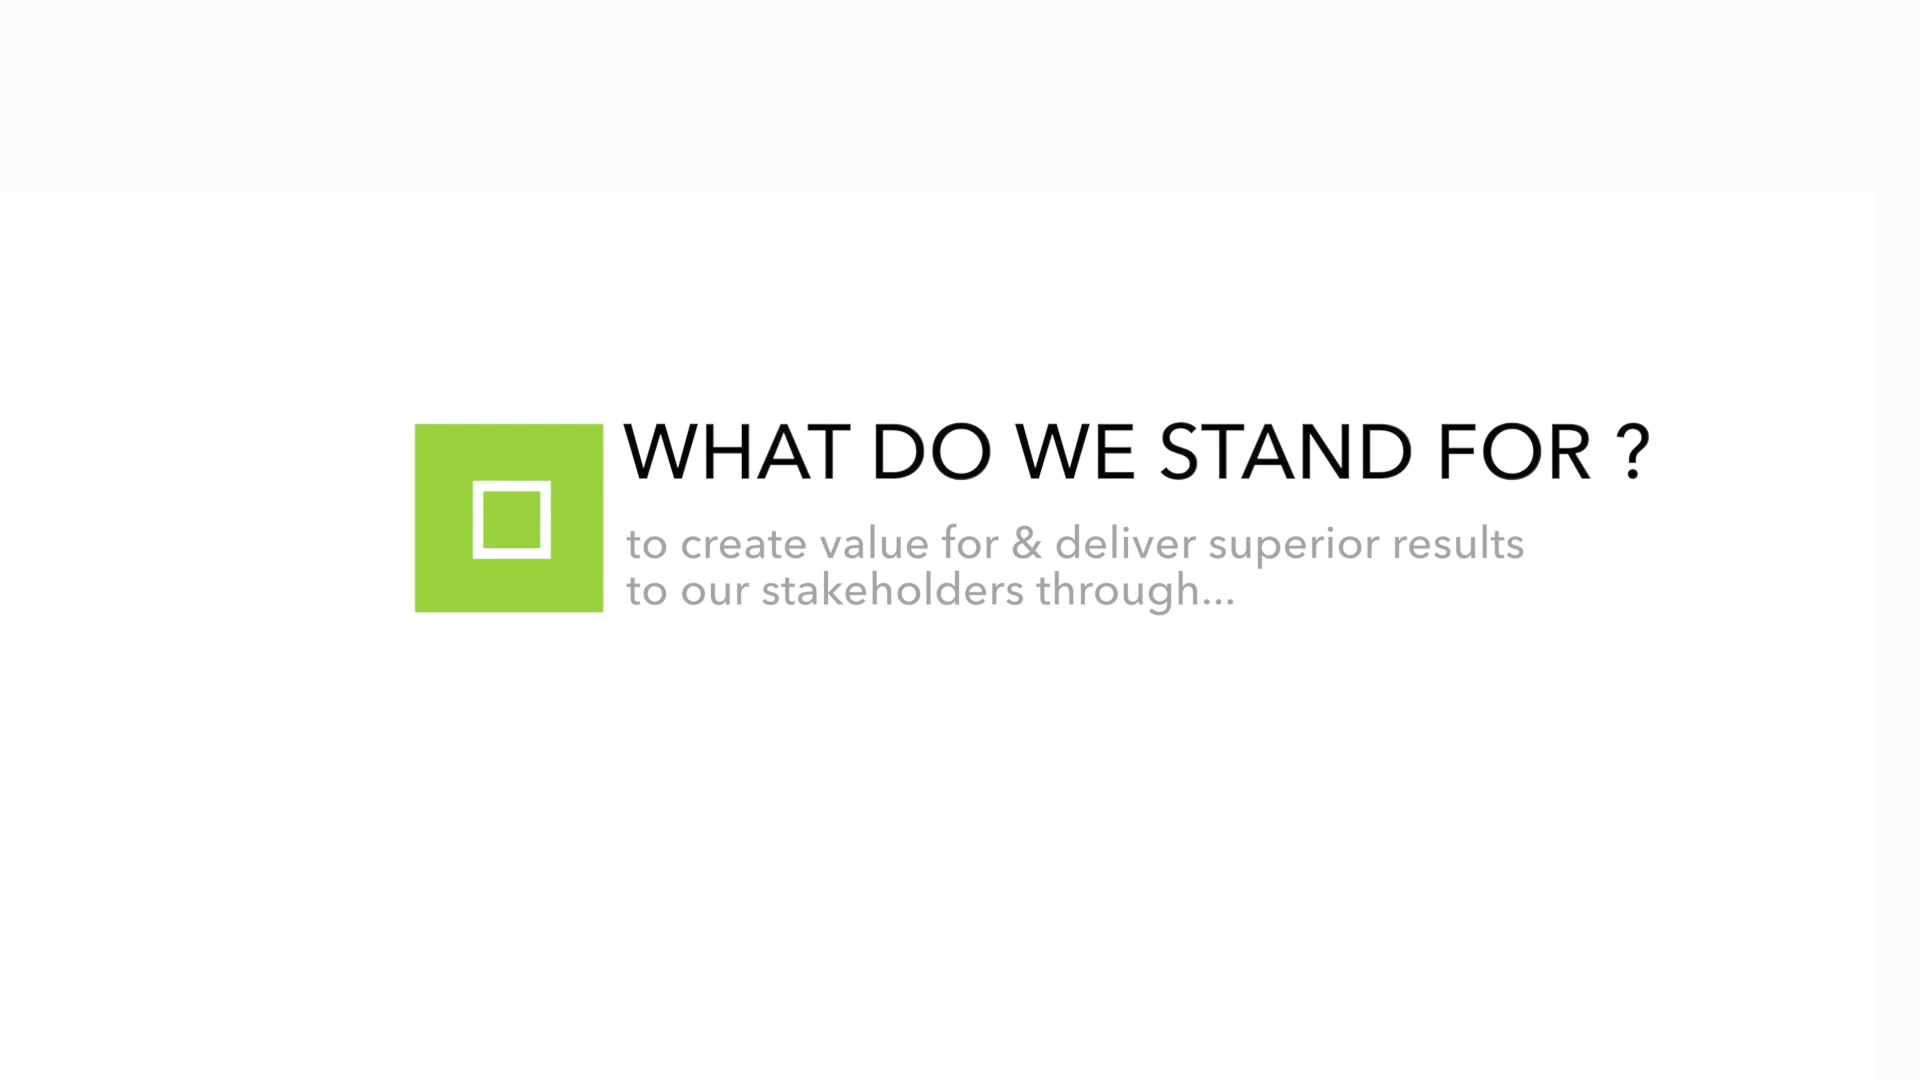 WHAT DO WE STAND FOR ?
to create value for & deliver superior results
to our stakeholders through...